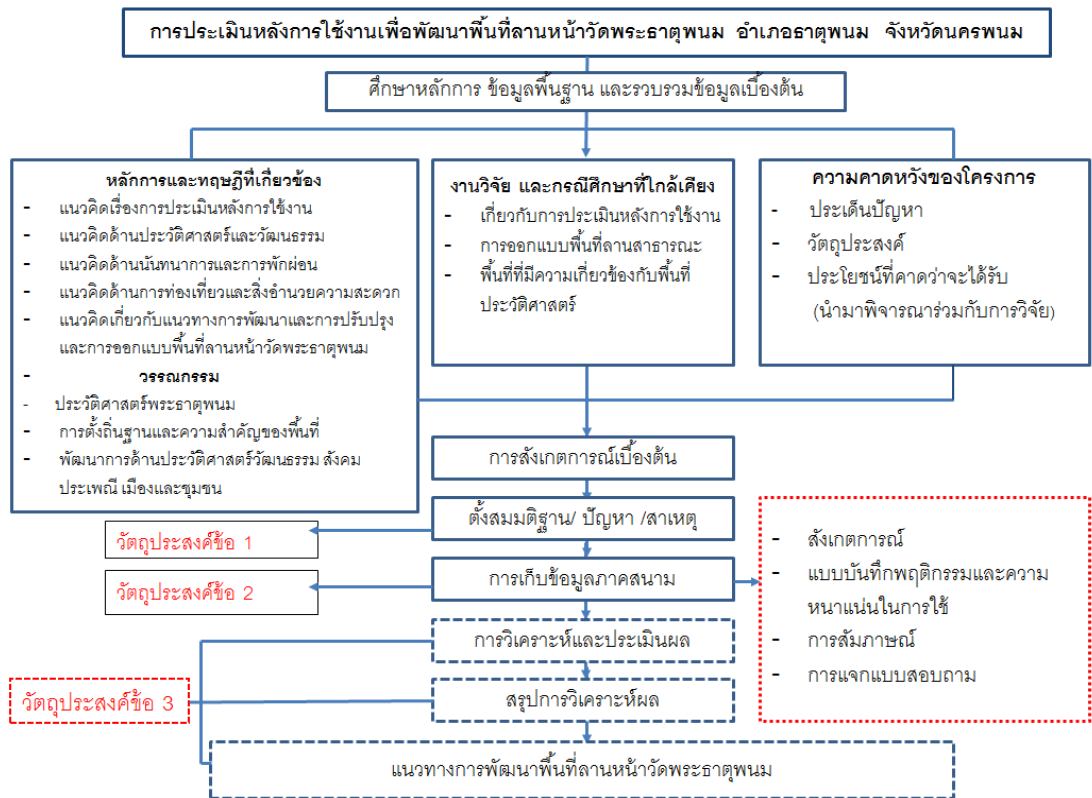 การประเมินหลังการใช้งานเพื่อพัฒนาพื้นที่ลานหน้าวัดพระธาตุพนม อำเภอธาตุพนม จังหวัดนครพนม
ศึกษาหลักการ ข้อมูลพื้นฐาน และรวบรวมข้อมูลเบื้องต้น
หลักการและทฤษฎีที่เกี่ยวข้อง
- แนวคิดเรื่องการประเมินหลังการใช้งาน
- แนวคิดด้านประวัติศาสตร์และวัฒนธรรม
- แนวคิดด้านนันทนาการและการพักผ่อน
- แนวคิดด้านการท่องเที่ยวและสิ่งอำนวยความสะดวก
- แนวคิดเกี่ยวกับแนวทางการพัฒนาและการปรับปรุง
และการออกแบบพื้นที่ลานหน้าวัดพระธาตุพนม
- วรรณกรรม
- ประวัติศาสตร์พระธาตุพนม
- การตั้งถิ่นฐานและความสำคัญของพื้นที่
- พัฒนาการด้านประวัติศาสตร์วัฒนธรรม สังคม
ประเพณี เมืองและชุมชน
งานวิจัย และกรณีศึกษาที่ใกล้เคียง
- เกี่ยวกับการประเมินหลังการใช้งาน
- การออกแบบพื้นที่ลานสาธารณะ
- พื้นที่ที่มีความเกี่ยวข้องกับพื้นที่
ประวัติศาสตร์
ความคาดหวังของโครงการ
- ประเด็นปัญหา
- วัตถุประสงค์
- ประโยชน์ที่คาดว่าจะได้รับ
(นำมาพิจารณาร่วมกับการวิจัย)
การสังเกตการณ์เบื้องต้น
ตั้งสมมติฐาน/ ปัญหา /สาเหตุ
วัตถุประสงค์ข้อ 1
การเก็บข้อมูลภาคสนาม
วัตถุประสงค์ข้อ 2
- สังเกตการณ์
- แบบบันทึกพฤติกรรมและความ
หนาแน่นในการใช้
- การสัมภาษณ์
- การแจกแบบสอบถาม
การวิเคราะห์และประเมินผล
สรุปการวิเคราะห์ผล
วัตถุประสงค์ข้อ 3
แนวทางการพัฒนาพื้นที่ลานหน้าวัดพระธาตุพนม